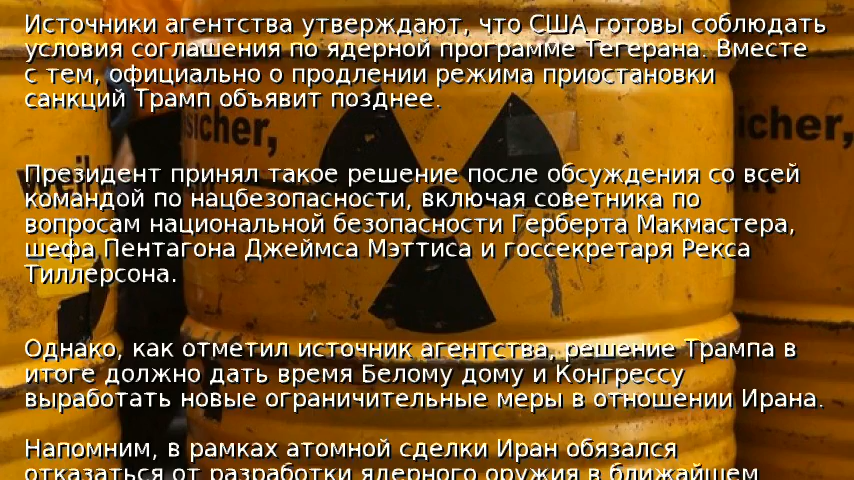 Источники агентства утверждают, что США готовы соблюдать
условия соглашения по ядерной программе Тегерана. Вместе
с тем, официально о продлении режима приостановки
санкций Трамп объявит позднее.
sicher,
icher,
Weil
Президент принял такое решение после обсуждения со всей
командой по нацбезопасности, включая советника по
вопросам национальной безопасности Герберта Макмастера,
шефа Пентагона Джеймса Мэттиса и госсекретаря Рекса
Тиллерсона.
Однако, как отметил источник агентства, решение Трампа в
итоге должно дать время Белому дому и Конгрессу
выработать новые ограничительные меры в отношении Ирана.
Напомним, в рамках атомной сделки Иран обязался
отказаться от разработки ядерного оружия в ближайшем